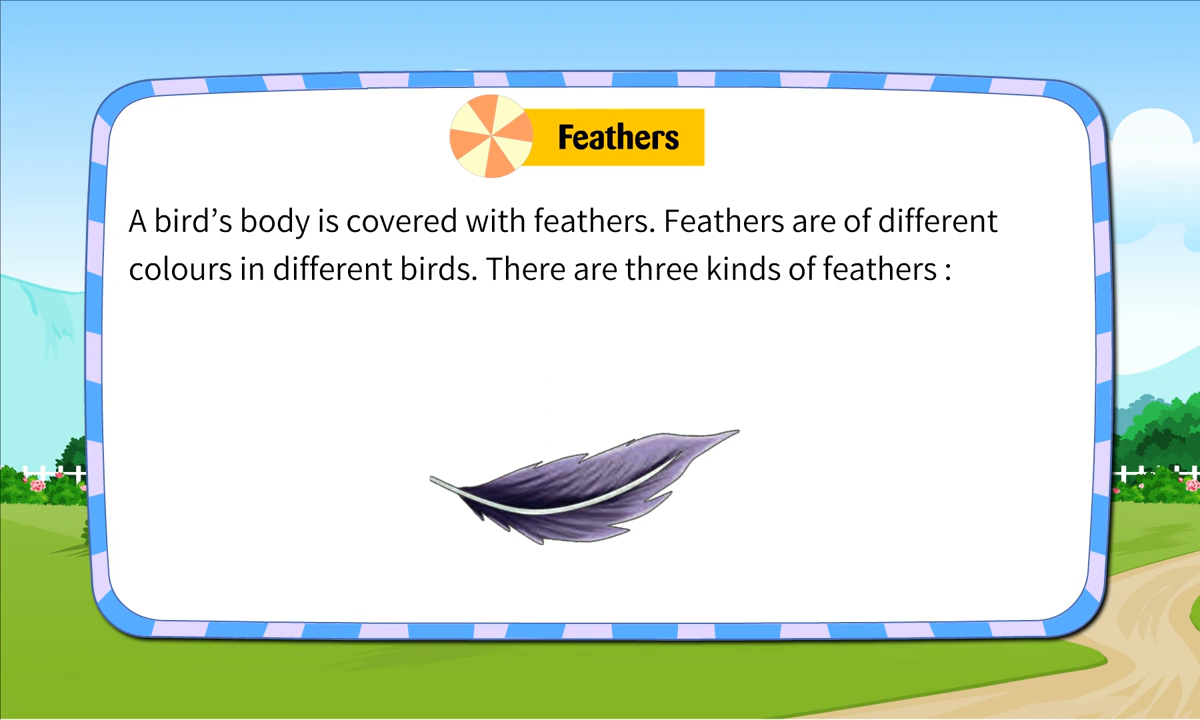 Feathers
A bird’s body is covered with feathers. Feathers are of different
colours in different birds. There are three kinds of feathers :